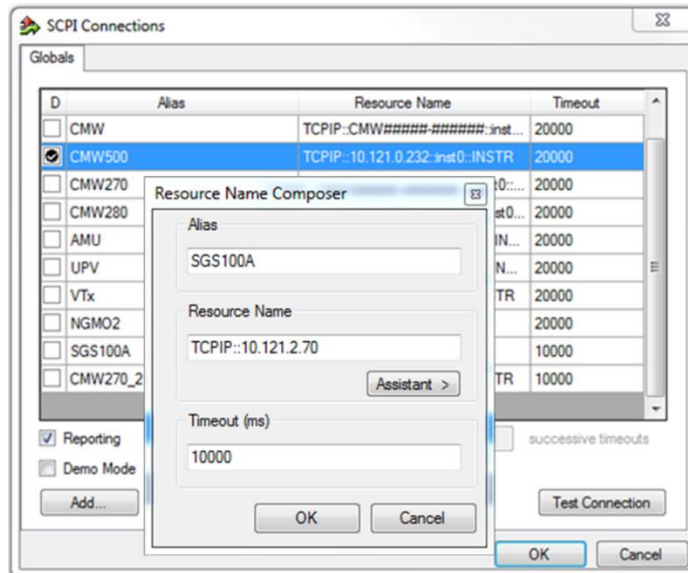 SCPI Connections
Globals
D Alias Resource Name Timeout
CMW TCPIP::CMW#####-######::inst... 20000
CMW500 TCPIP::10.121.0.232::inst0::INSTR 20000
CMW270 20000
CMW280 20000
AMU 20000
UPV 20000
VTx TR 20000
NGMO2 20000
SGS100A 10000
CMW270_2 TR 10000
Reporting successive timeouts
Demo Mode
Add... Test Connection
OK Cancel
Resource Name Composer
Alias
SGS100A
Resource Name
TCPIP::10.121.2.70
Assistant >
Timeout (ms)
10000
OK Cancel